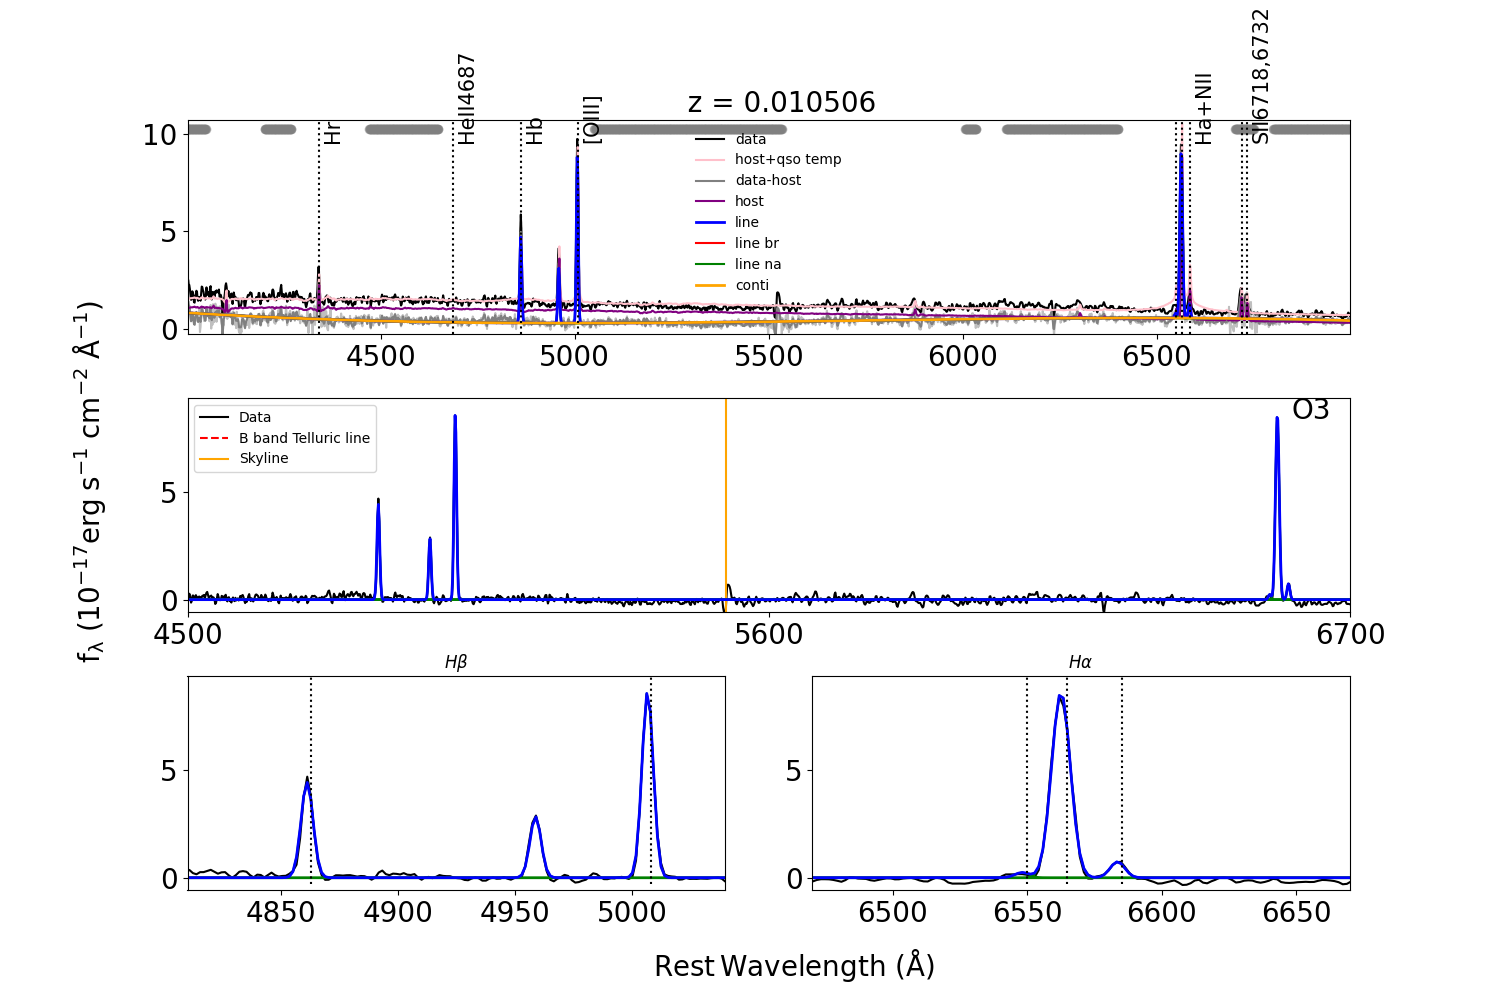 z = 0.010506
Hr
HeII4687
Hb
[OIII]
Ha+NII
SII6718,6732
10
5
0
data
host+qso temp
data-host
host
line
line br
line na
conti
4500
5000
5500
6000
6500
f_λ (10^−17 erg s^−1 cm^−2 Å^−1)
Data
B band Telluric line
Skyline
O3
5
0
4500
5600
6700
Hβ
5
0
4850
4900
4950
5000
Hα
5
0
6500
6550
6600
6650
Rest Wavelength (Å)